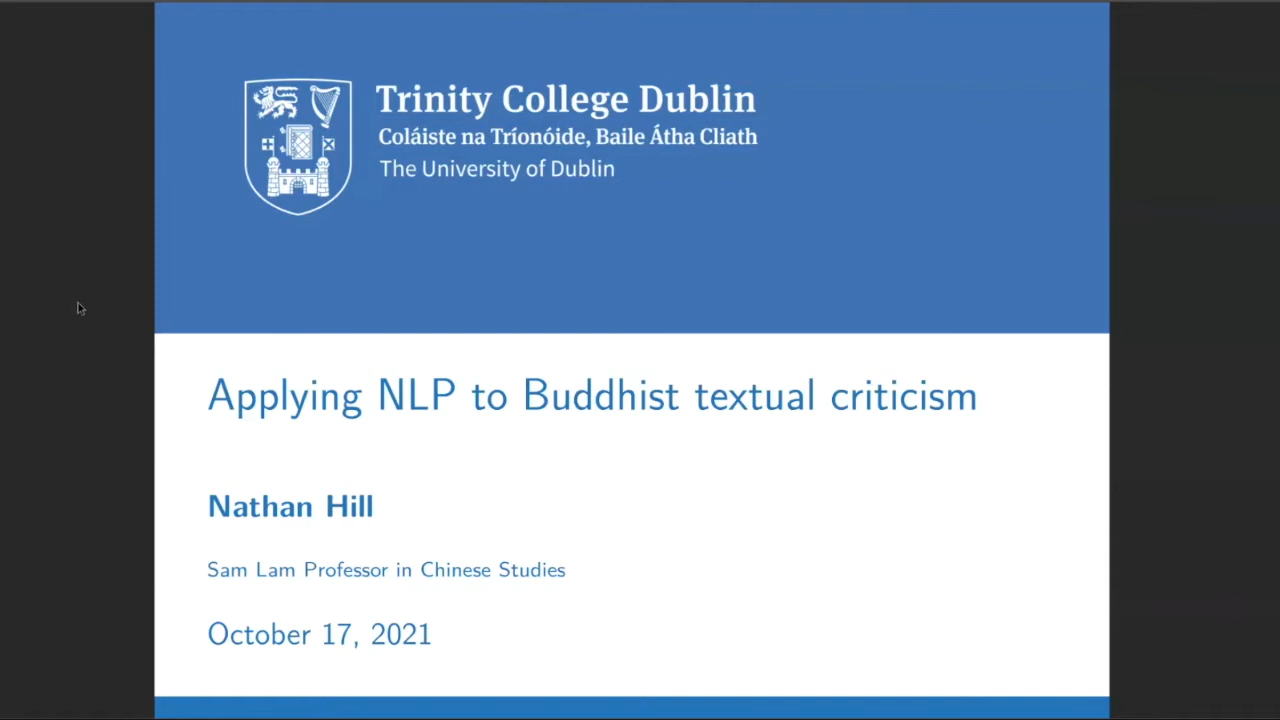 Trinity College Dublin
Coláiste na Tríonóide, Baile Átha Cliath
The University of Dublin
Applying NLP to Buddhist textual criticism
Nathan Hill
Sam Lam Professor in Chinese Studies
October 17, 2021